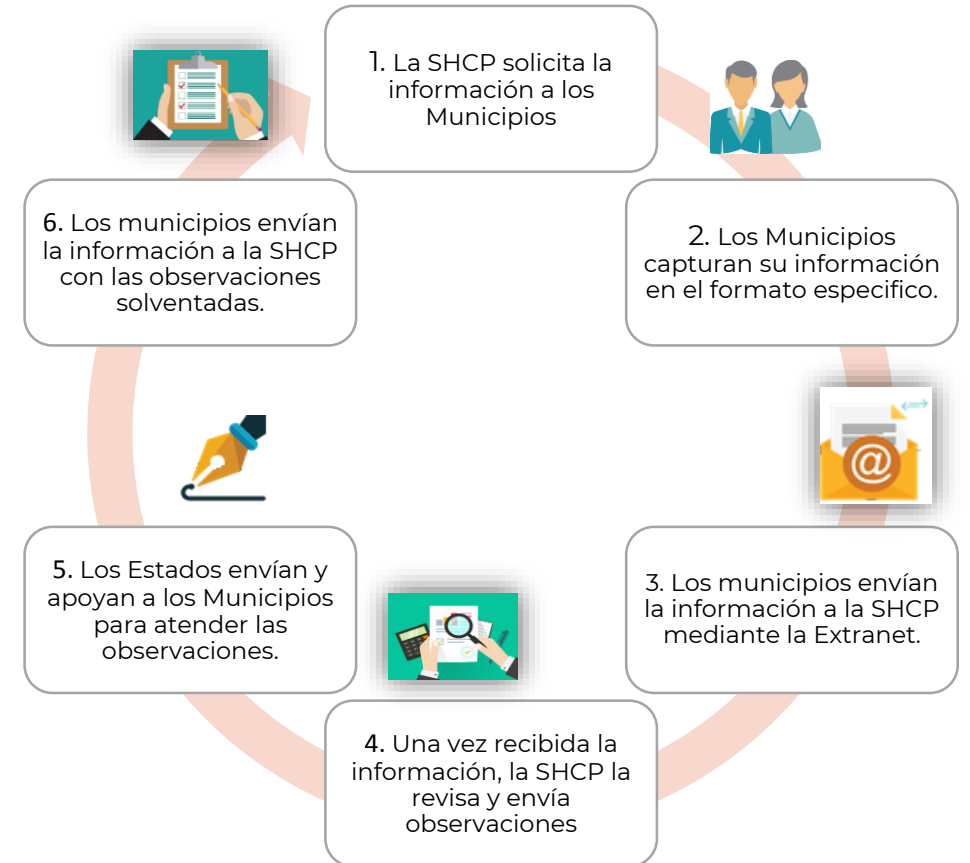 1. La SHCP solicita la
información a los
Municipios
2. Los Municipios
capturan su información
en el formato especifico.
3. Los municipios envían
la información a la SHCP
mediante la Extranet.
4. Una vez recibida la
información, la SHCP la
revisa y envía
observaciones
5. Los Estados envían y
apoyan a los Municipios
para atender las
observaciones.
6. Los municipios envían
la información a la SHCP
con las observaciones
solventadas.
@